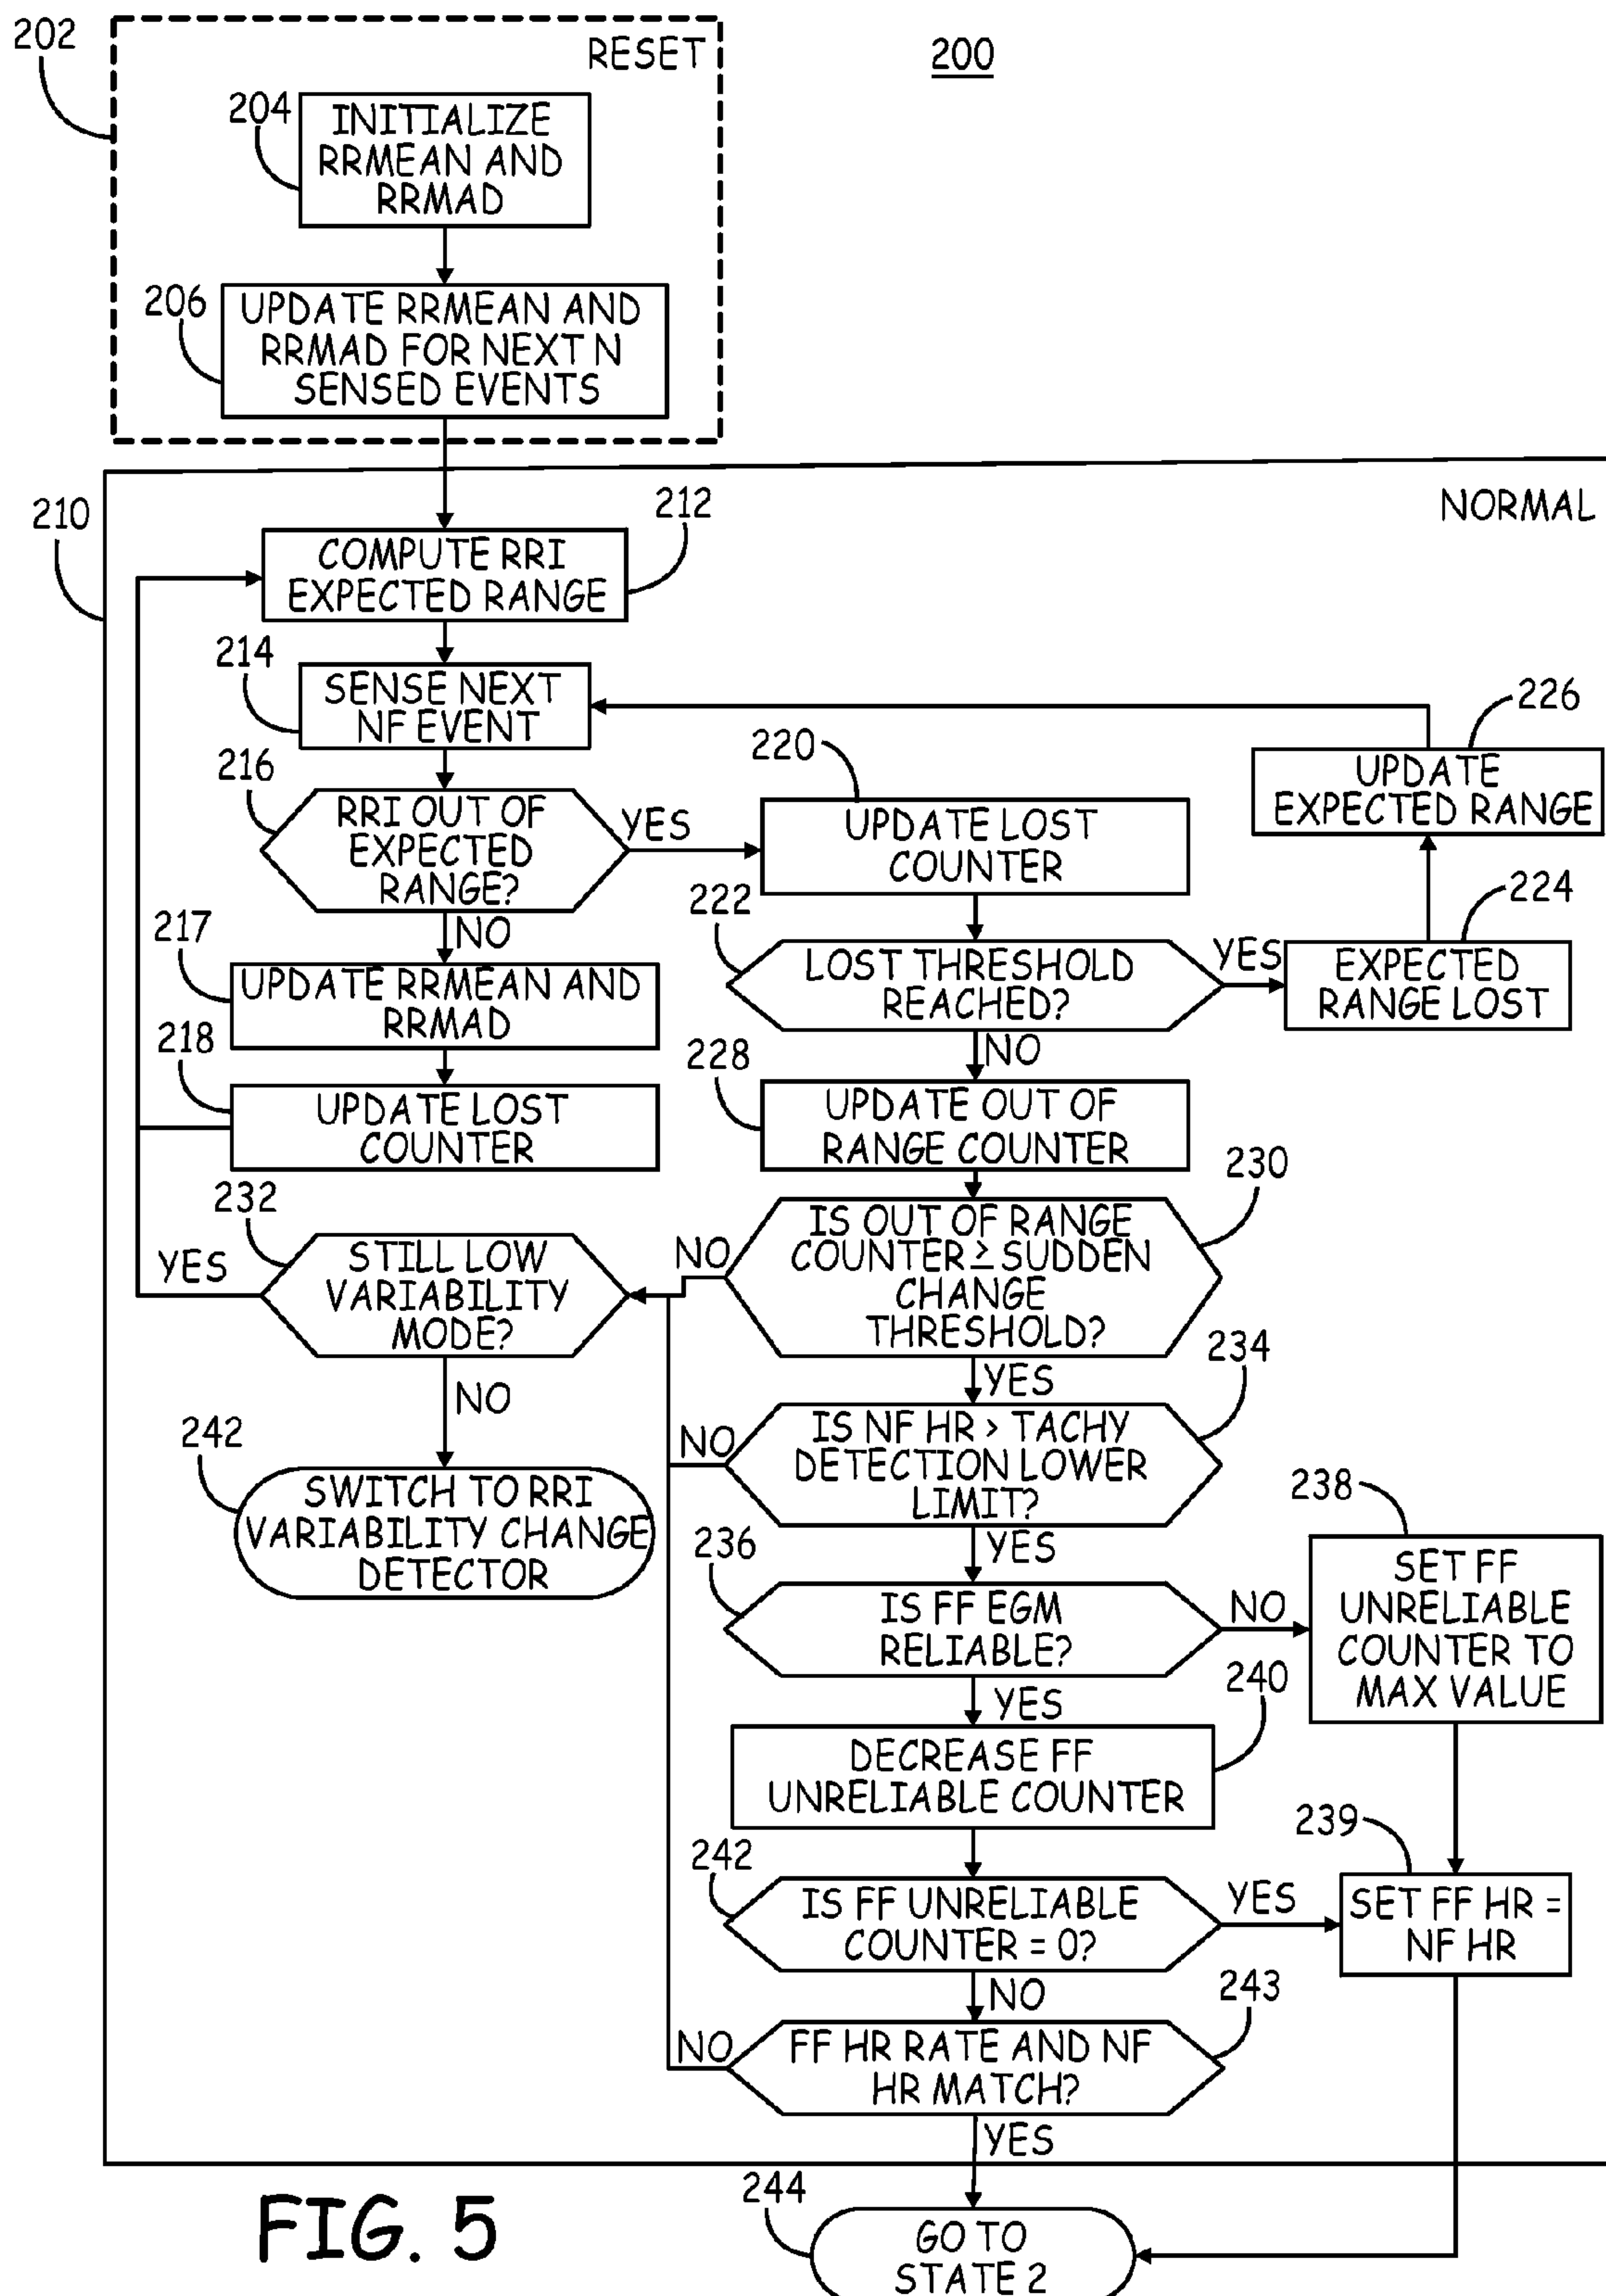 202
RESET
200
204
INITIALIZE
RRMEAN AND
RRMAD
206
UPDATE RRMEAN AND
RRMAD FOR NEXT N
SENSED EVENTS
210
NORMAL
212
COMPUTE RRI
EXPECTED RANGE
214
SENSE NEXT
NF EVENT
216
RRI OUT OF
EXPECTED
RANGE?
YES
NO
220
UPDATE LOST
COUNTER
226
UPDATE
EXPECTED RANGE
222
LOST THRESHOLD
REACHED?
YES
NO
224
EXPECTED
RANGE LOST
217
UPDATE RRMEAN AND
RRMAD
218
UPDATE LOST
COUNTER
228
UPDATE OUT OF
RANGE COUNTER
230
IS OUT OF RANGE
COUNTER ≥ SUDDEN
CHANGE
THRESHOLD?
NO
YES
232
STILL LOW
VARIABILITY
MODE?
YES
NO
242
SWITCH TO RRI
VARIABILITY CHANGE
DETECTOR
234
IS NF HR > TACHY
DETECTION LOWER
LIMIT?
NO
YES
236
IS FF EGM
RELIABLE?
NO
YES
238
SET FF
UNRELIABLE
COUNTER TO
MAX VALUE
240
DECREASE FF
UNRELIABLE COUNTER
242
IS FF UNRELIABLE
COUNTER = 0?
YES
NO
239
SET FF HR =
NF HR
243
FF HR RATE AND NF
HR MATCH?
NO
YES
244
GO TO
STATE 2
FIG. 5